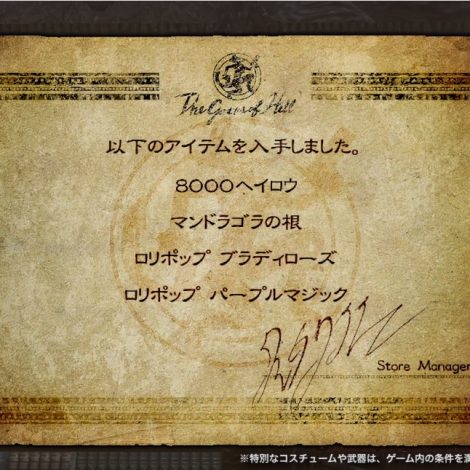 The Gates of Hell
以下のアイテムを入手しました。
8000ヘイロウ
マンドラゴラの根
ロリポップ ブラディローズ
ロリポップ パープルマジック
Store Manager
※特別なコスチュームや武器は、ゲーム内の条件を満